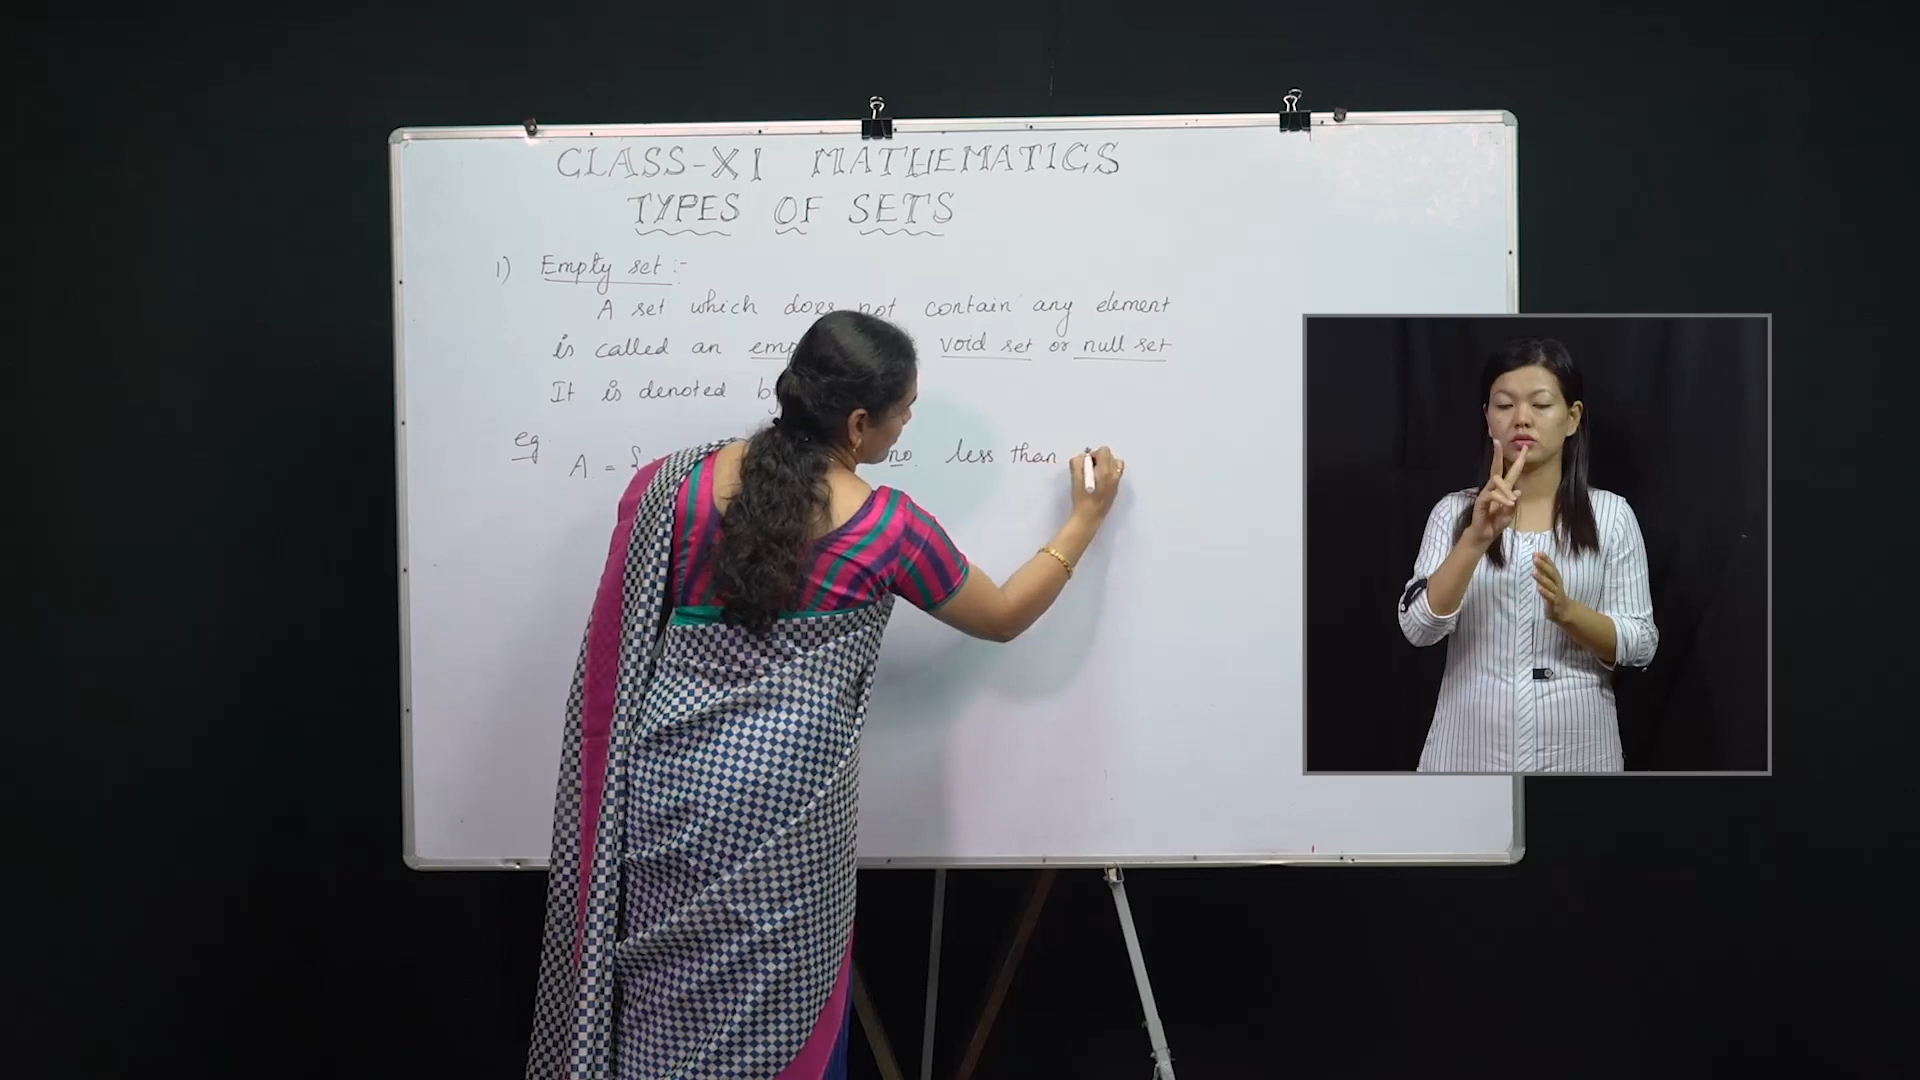 CLASS-XI MATHEMATICS
TYPES OF SETS
1) Empty set :-
A set which does not contain any element
is called an void set or null set
It is denoted
eg
A = { no. less than